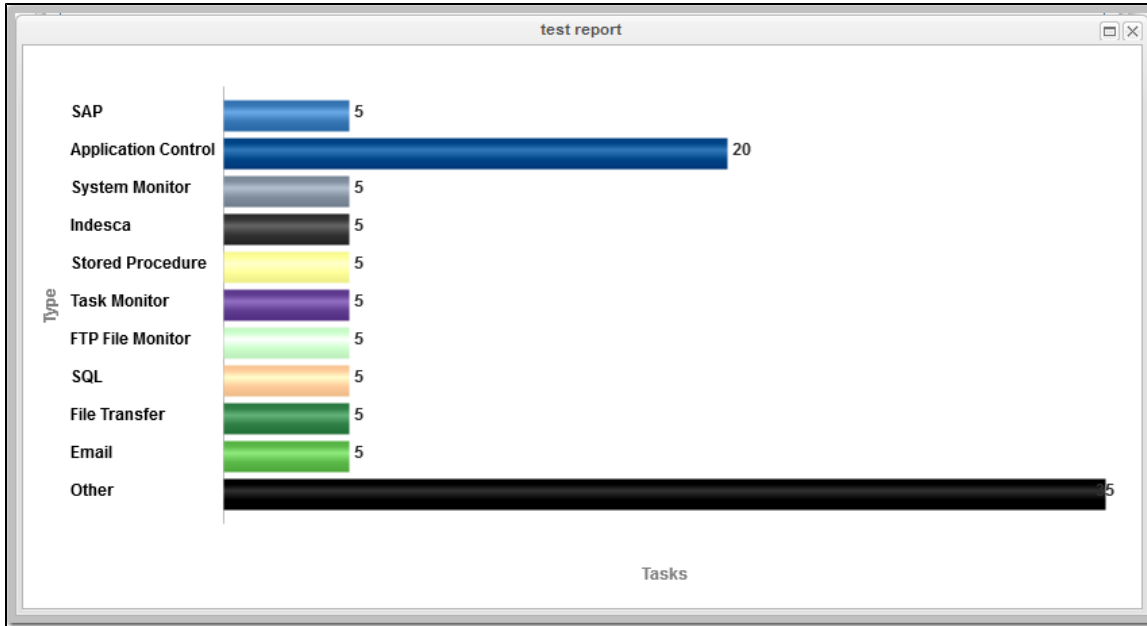 test report
SAP 5
Application Control 20
System Monitor 5
Indesca 5
Stored Procedure 5
Type
Task Monitor 5
FTP File Monitor 5
SQL 5
File Transfer 5
Email 5
Other 35
Tasks